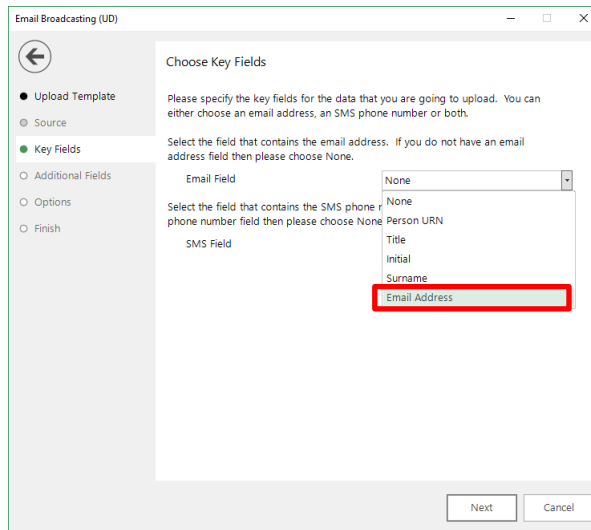 Email Broadcasting (UD)
Choose Key Fields
Upload Template
Source
Key Fields
Additional Fields
Options
Finish
Please specify the key fields for the data that you are going to upload. You can
either choose an email address, an SMS phone number or both.
Select the field that contains the email address. If you do not have an email
address field then please choose None.
Email Field
None
Select the field that contains the SMS phone
phone number field then please choose None
SMS Field
None
Person URN
Title
Initial
Surname
Email Address
Next
Cancel